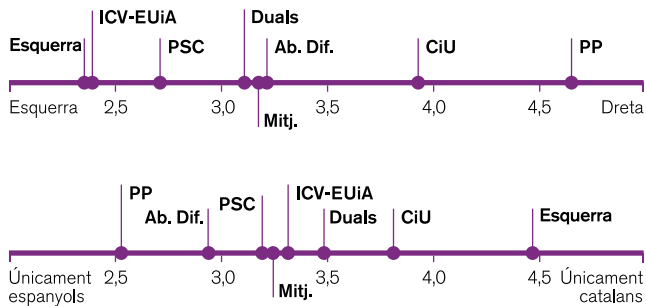 ICV-EUiA Duals
Esquerra PSC Ab. Dif. CiU PP
Esquerra 2,5 3,0 3,5 4,0 4,5 Dreta
Mitj.
PP ICV-EUiA
Ab. Dif. PSC Duals CiU Esquerra
Únicament 2,5 3,0 3,5 4,0 4,5 Únicament
espanyols Mitj. catalans